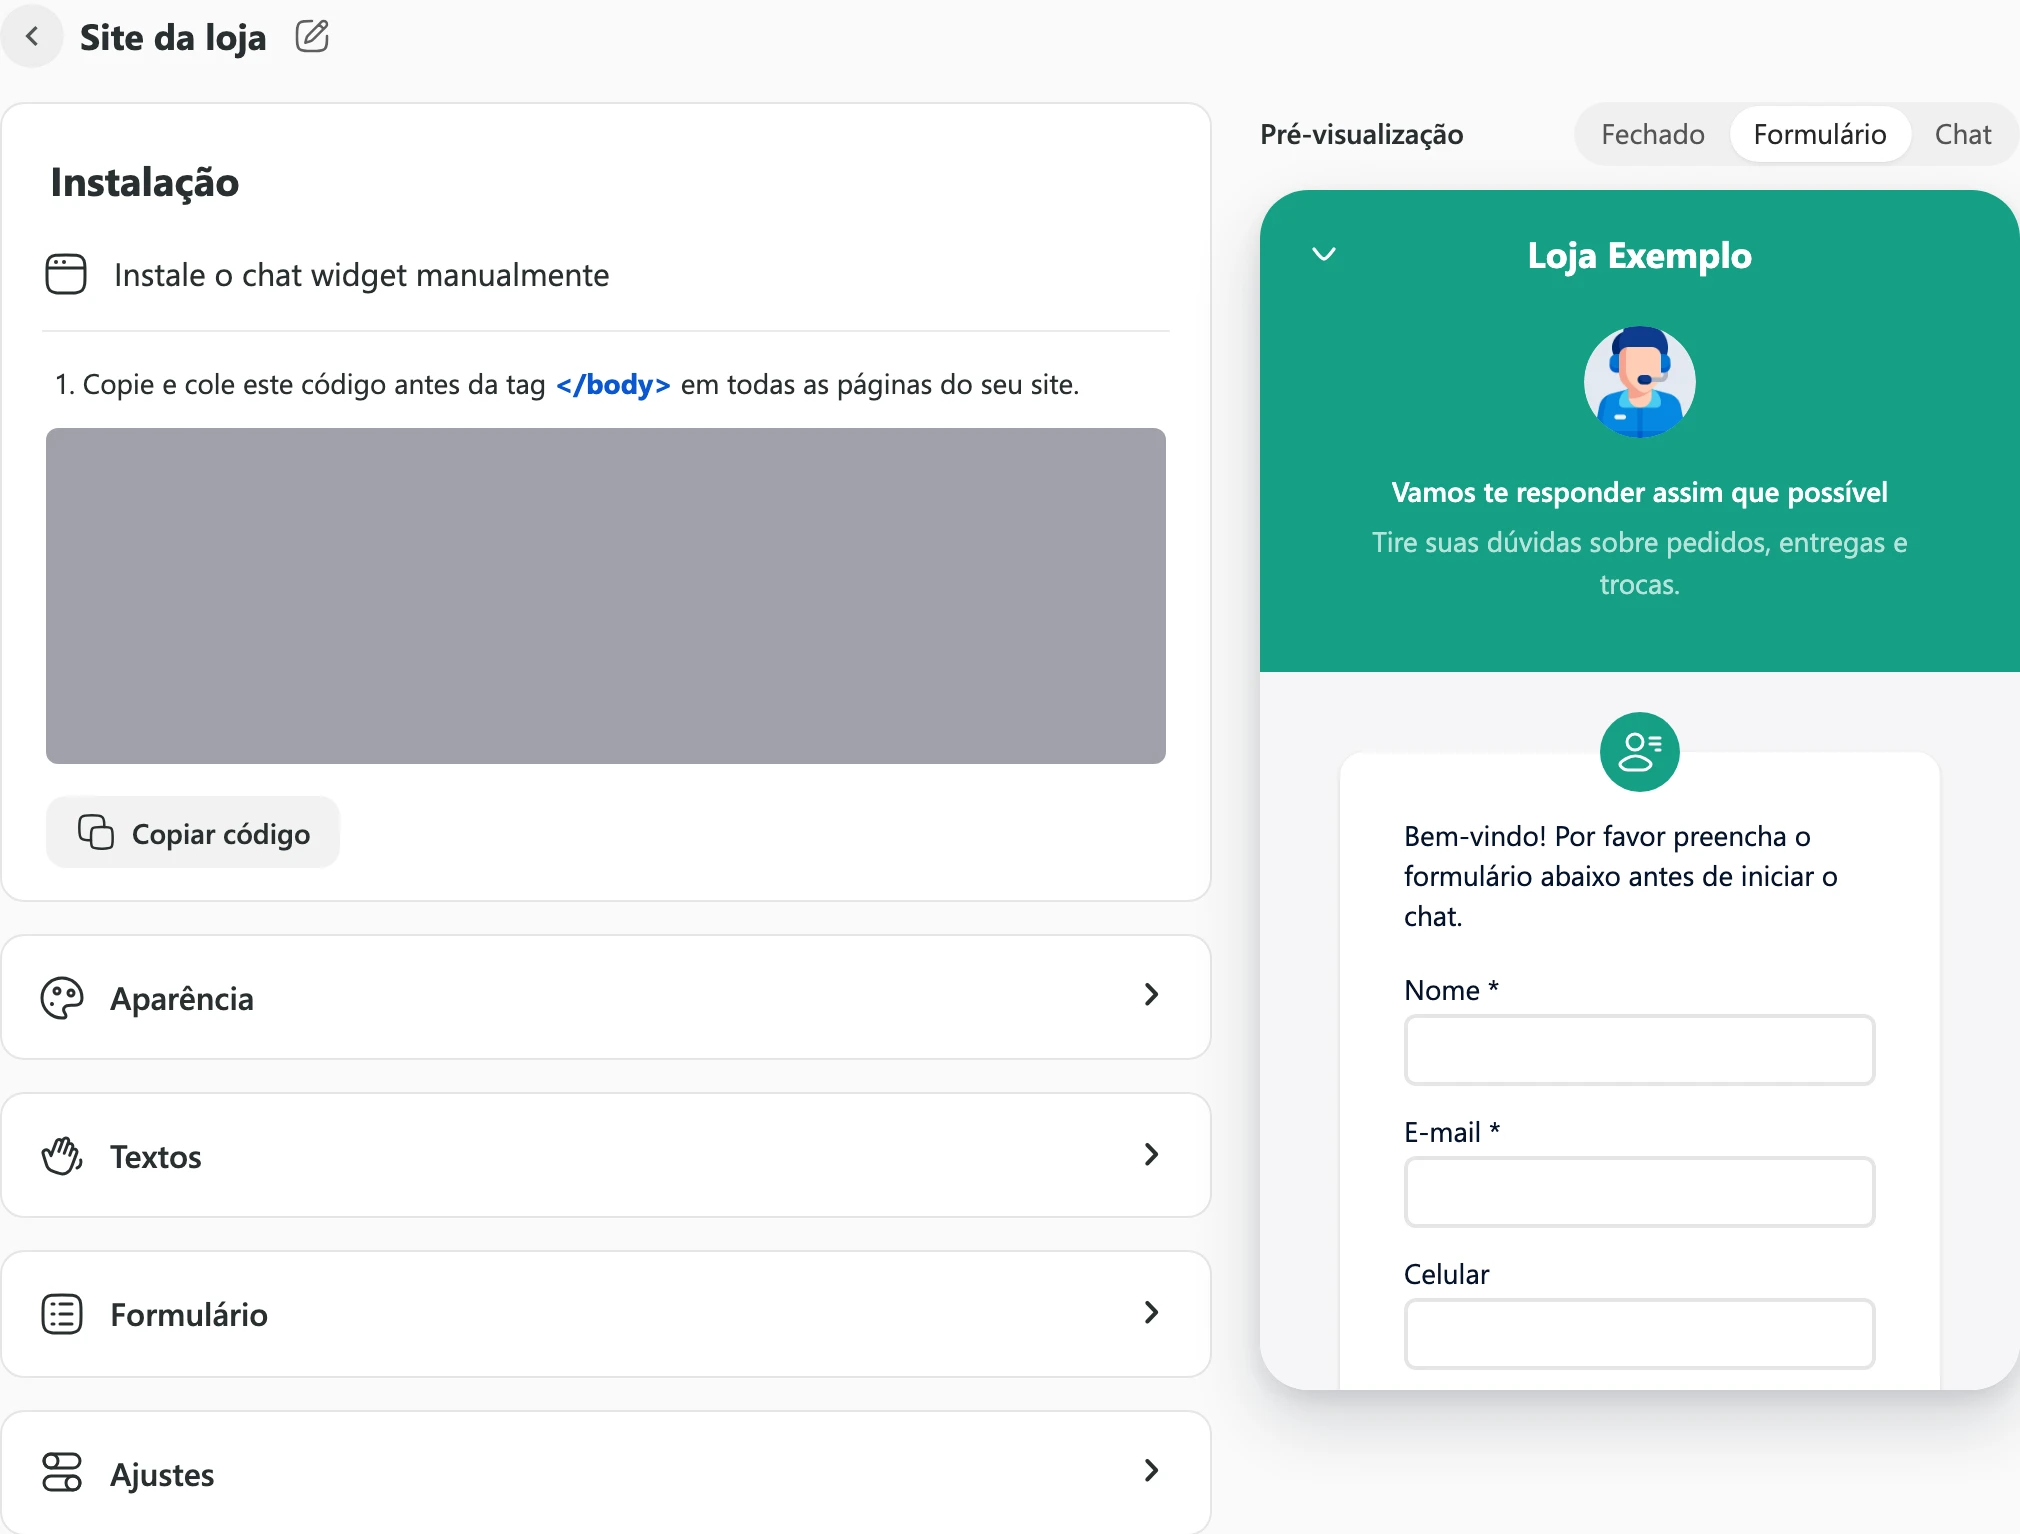 Site da loja
Instalação
Instale o chat widget manualmente
1. Copie e cole este código antes da tag </body> em todas as páginas do seu site.
Copiar código
Aparência
Textos
Formulário
Ajustes
Pré-visualização
Fechado Formulário Chat
Loja Exemplo
Vamos te responder assim que possível
Tire suas dúvidas sobre pedidos, entregas e
trocas.
Bem-vindo! Por favor preencha o
formulário abaixo antes de iniciar o
chat.
Nome *
E-mail *
Celular